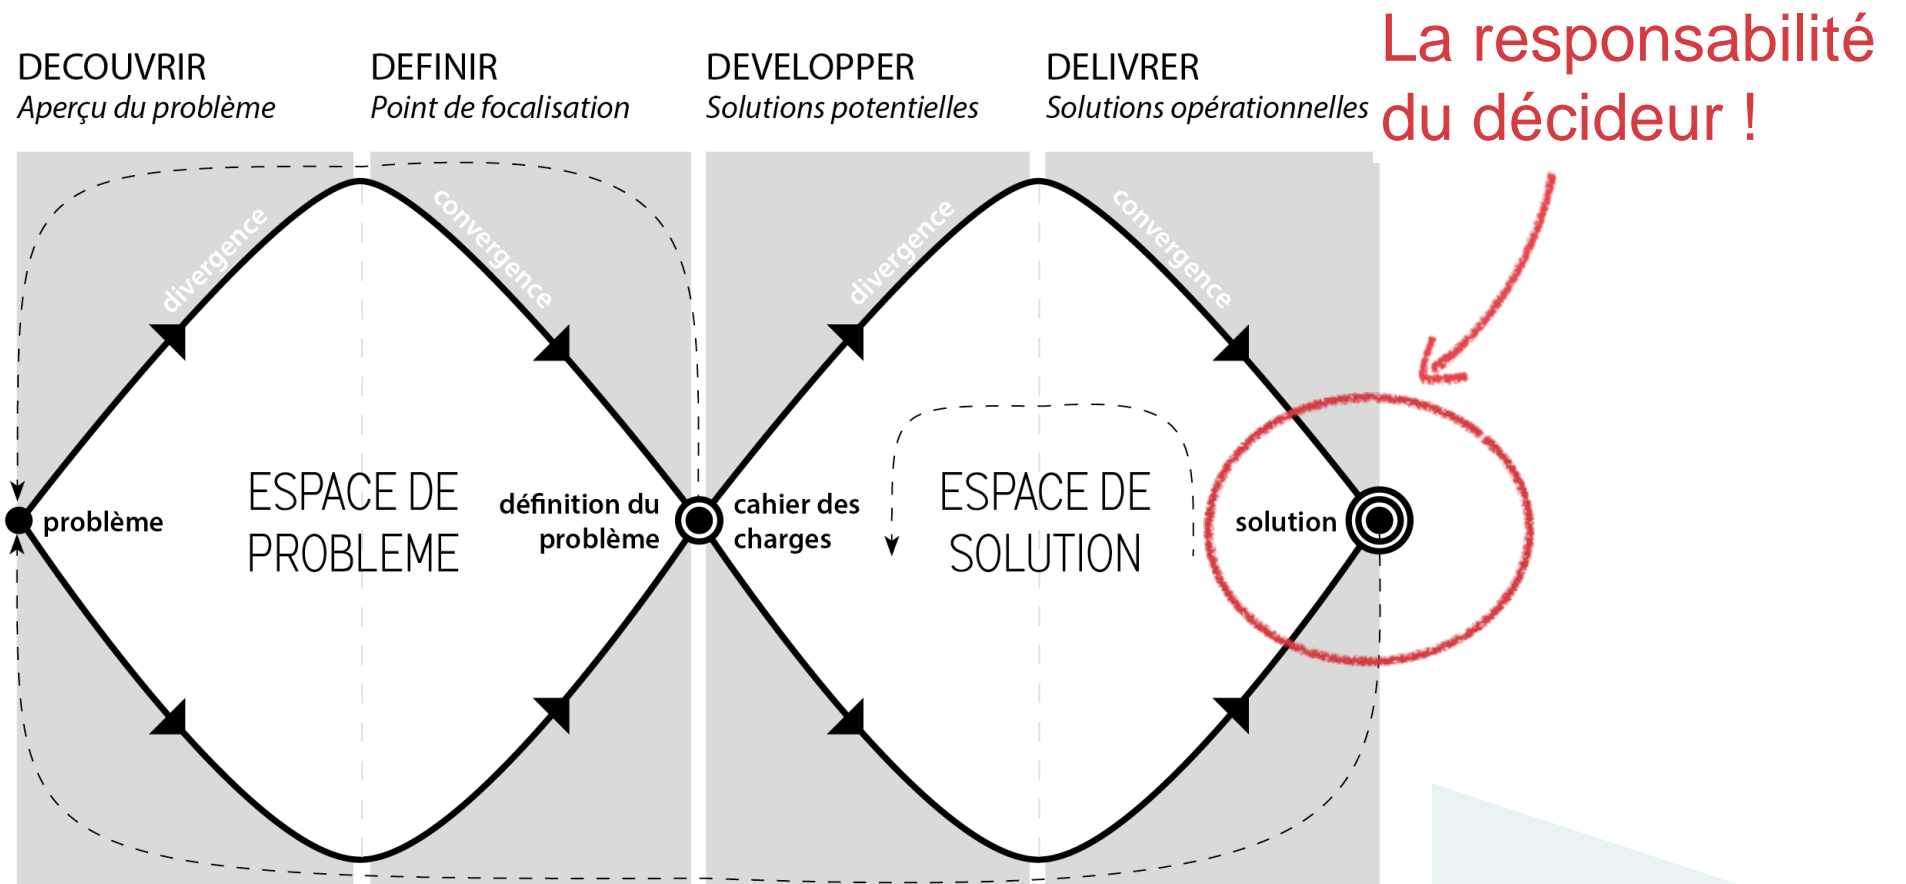 La responsabilité
du décideur !
DECOUVRIR
Aperçu du problème
DEFINIR
Point de focalisation
DEVELOPPER
Solutions potentielles
DELIVRER
Solutions opérationnelles
divergence
convergence
divergence
convergence
ESPACE DE
PROBLEME
problème
définition du
problème
cahier des
charges
ESPACE DE
SOLUTION
solution